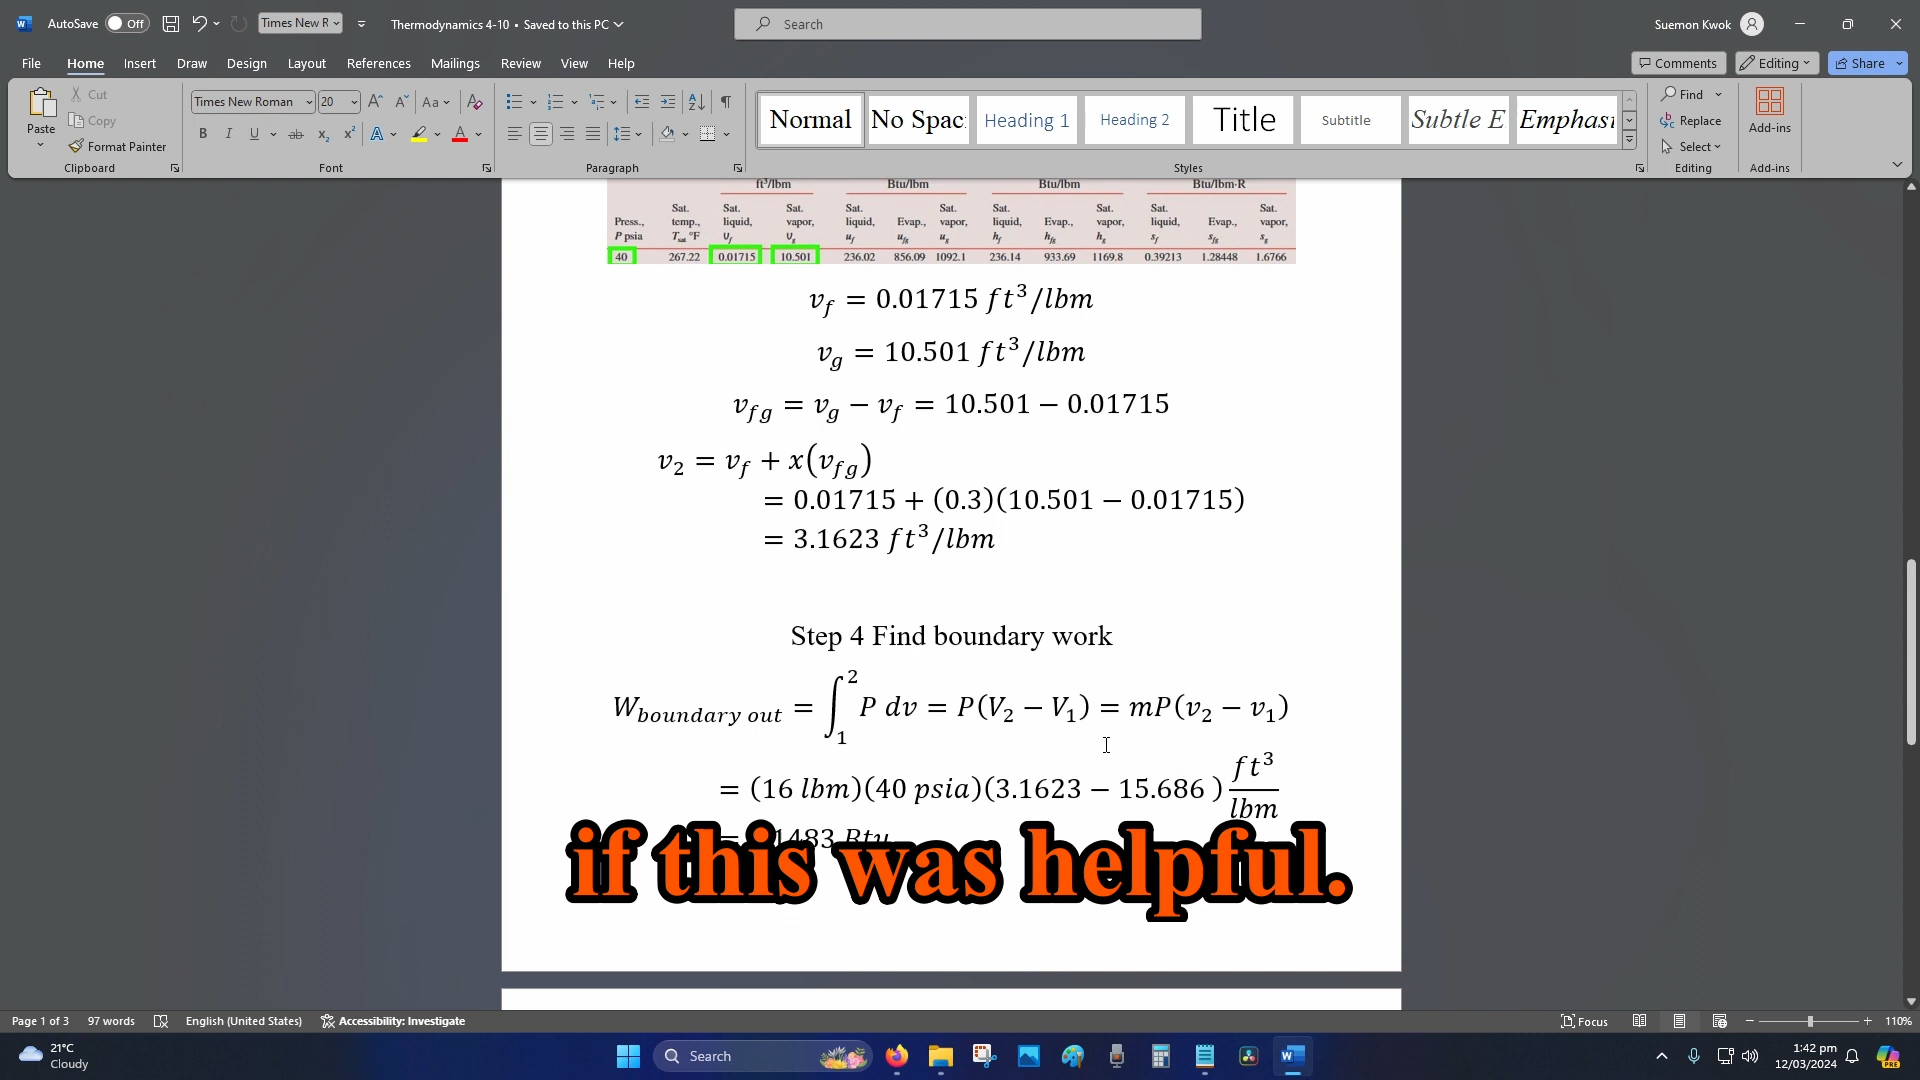 AutoSave Off Times New R Thermodynamics 4-10 • Saved to this PC Search Suemon Kwok
File Home Insert Draw Design Layout References Mailings Review View Help Comments Editing Share
Paste Cut Copy Format Painter
Times New Roman 20
Normal No Spac Heading 1 Heading 2 Title Subtitle Subtle E Emphasi
Find Replace Select Add-ins
Clipboard Font Paragraph Styles Editing Add-ins
ft³/lbm Btu/lbm Btu/lbm Btu/lbm·R
Press., P psia Sat. temp., T_sat °F Sat. liquid, v_f Sat. vapor, v_g Sat. liquid, u_f Evap., u_fg Sat. vapor, u_g Sat. liquid, h_f Evap., h_fg Sat. vapor, h_g Sat. liquid, s_f Evap., s_fg Sat. vapor, s_g
40 267.22 0.01715 10.501 236.02 856.09 1092.1 236.14 933.69 1169.8 0.39213 1.28448 1.6766
v_f = 0.01715 ft³/lbm
v_g = 10.501 ft³/lbm
v_fg = v_g − v_f = 10.501 − 0.01715
v₂ = v_f + x(v_fg)
= 0.01715 + (0.3)(10.501 − 0.01715)
= 3.1623 ft³/lbm
Step 4 Find boundary work
W_boundary out = ∫₁² P dv = P(V₂ − V₁) = mP(v₂ − v₁)
= (16 lbm)(40 psia)(3.1623 − 15.686 ) ft³/lbm
= 1483 Btu
if this was helpful.
Page 1 of 3 97 words English (United States) Accessibility: Investigate Focus 110%
21°C
Cloudy
Search
1:42 pm
12/03/2024
PRE